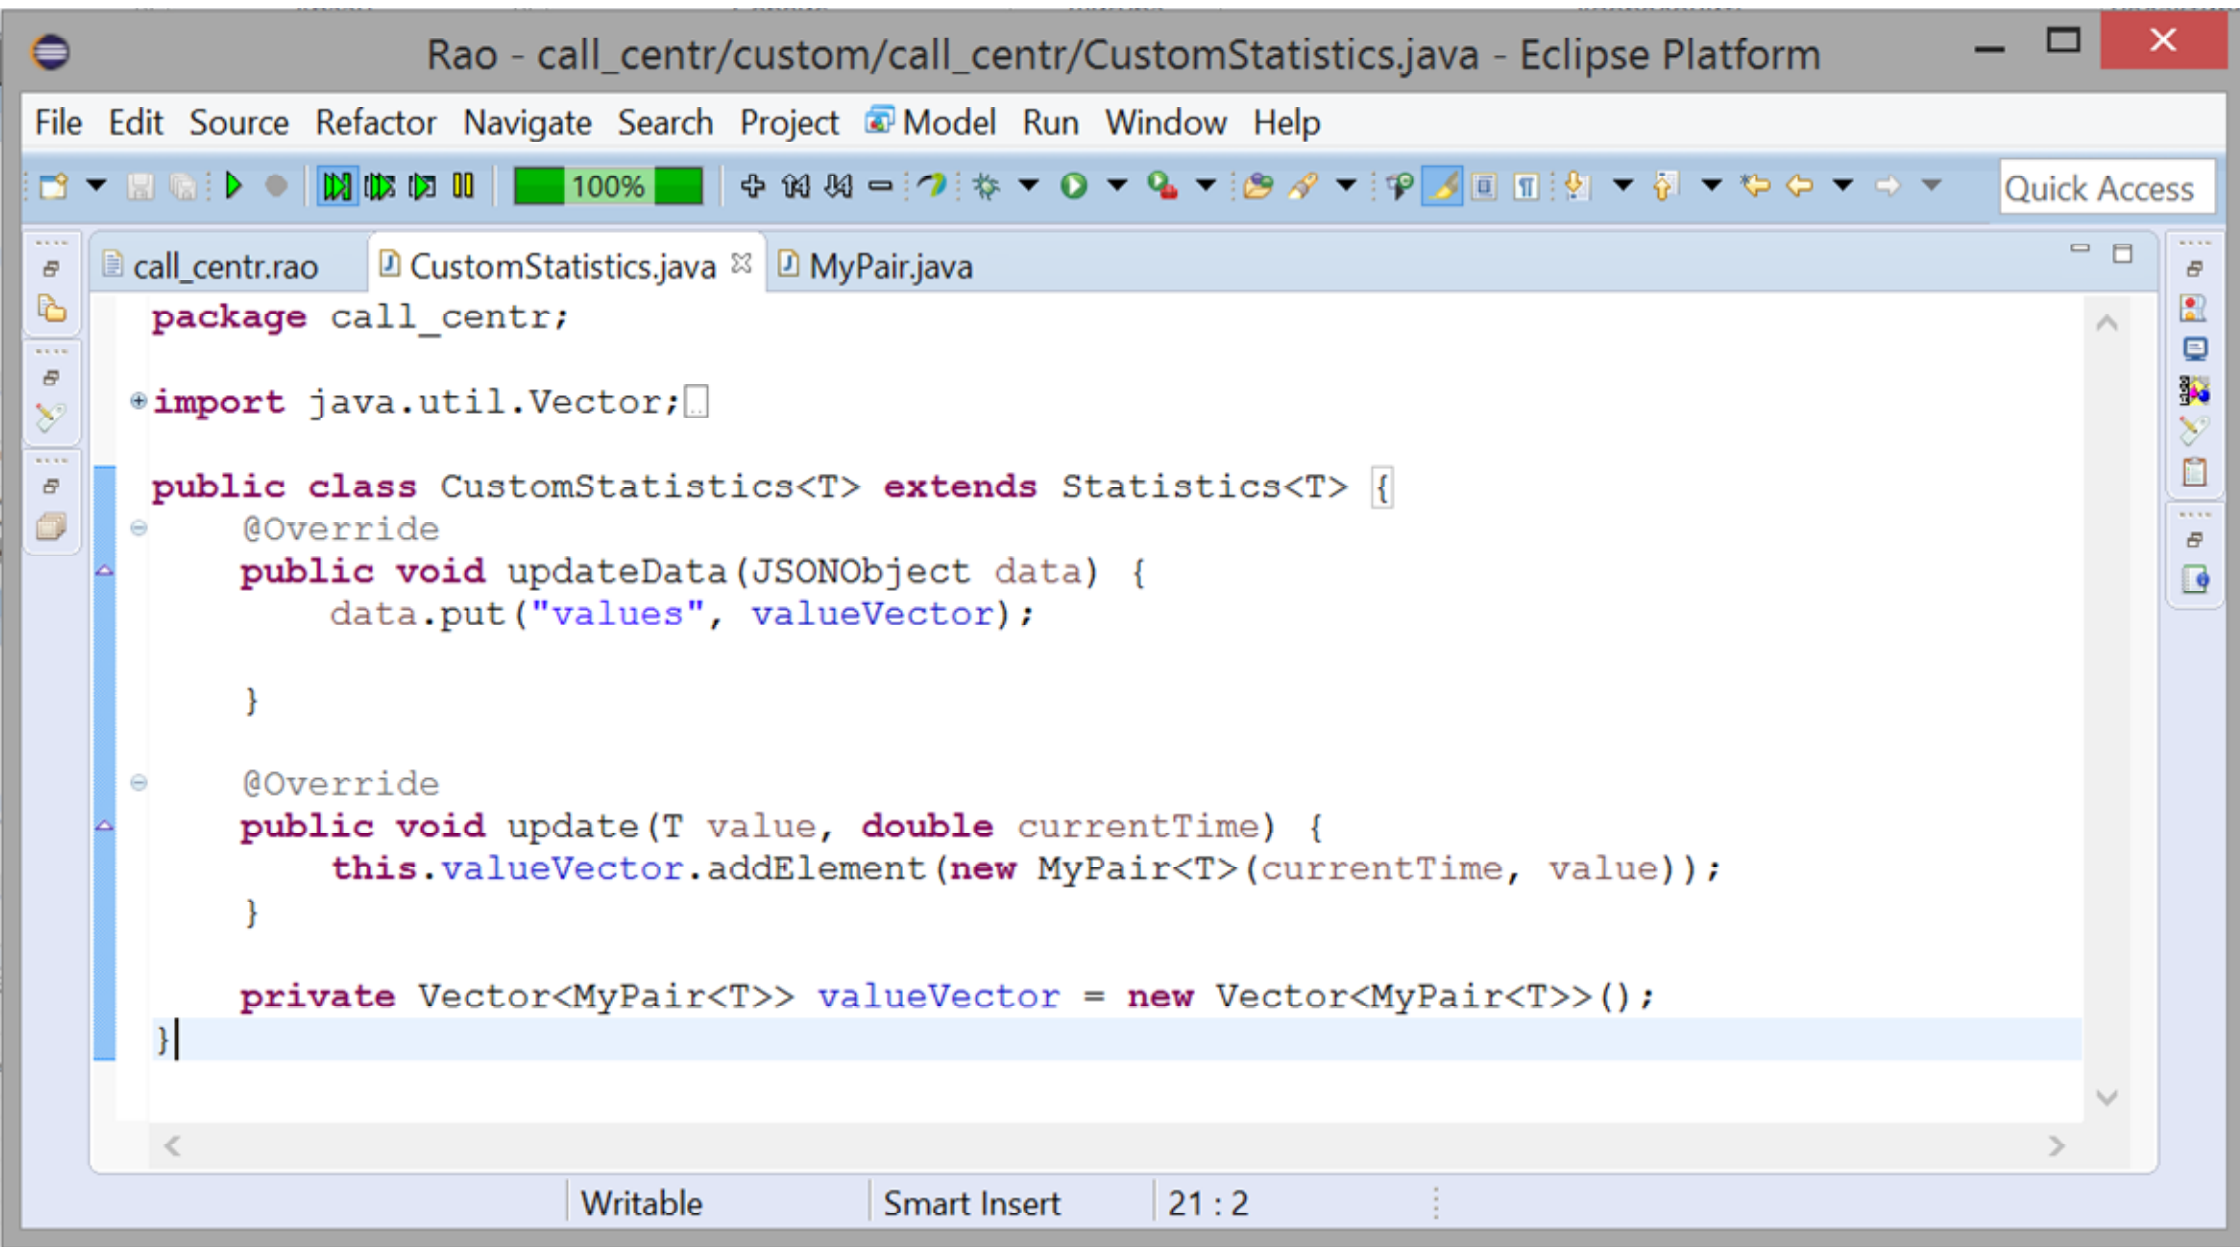 Rao - call_centr/custom/call_centr/CustomStatistics.java - Eclipse Platform
File Edit Source Refactor Navigate Search Project Model Run Window Help
100%
Quick Access
call_centr.rao CustomStatistics.java MyPair.java
package call_centr;
import java.util.Vector;
public class CustomStatistics<T> extends Statistics<T> {
@Override
public void updateData(JSONObject data) {
data.put("values", valueVector);
}
@Override
public void update(T value, double currentTime) {
this.valueVector.addElement(new MyPair<T>(currentTime, value));
}
private Vector<MyPair<T>> valueVector = new Vector<MyPair<T>>();
}
Writable Smart Insert 21 : 2